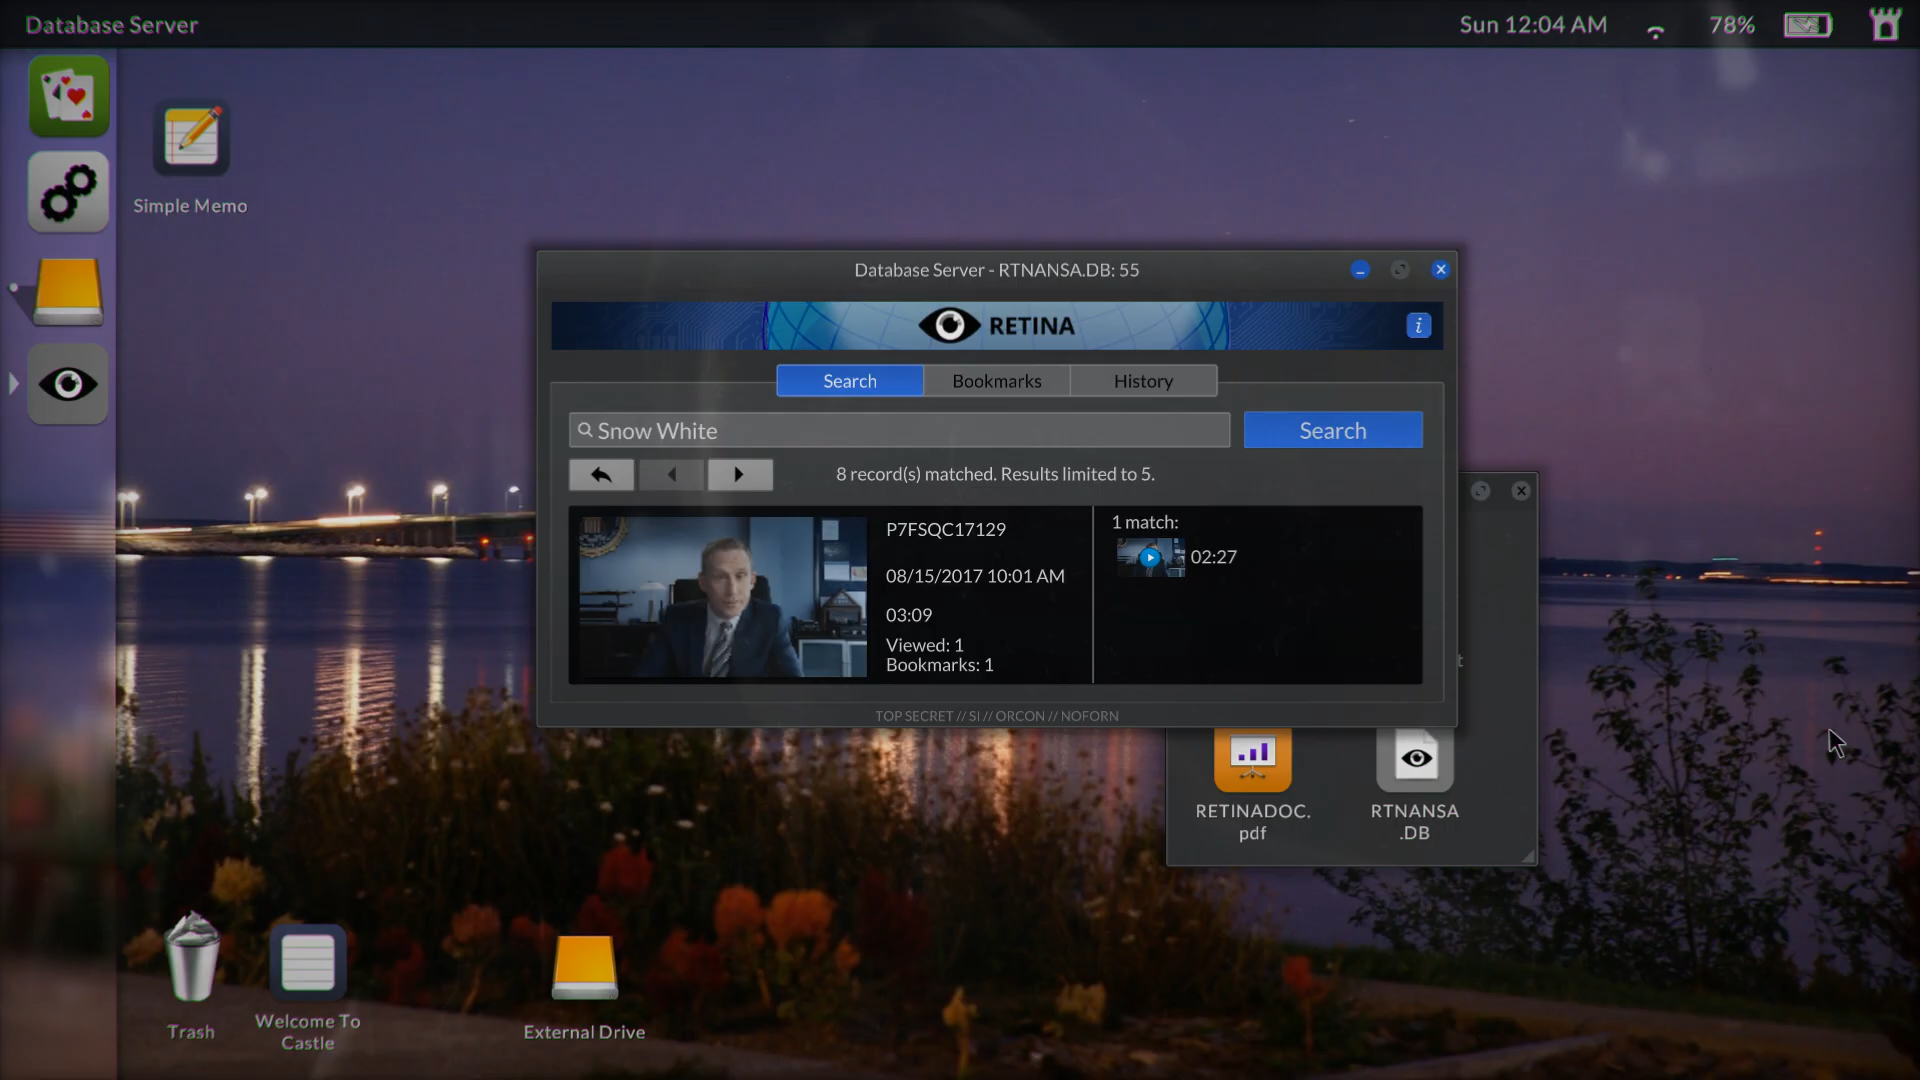 Database Server
Sun 12:04 AM
78%
Simple Memo
Database Server - RTNANSA.DB: 55
RETINA
i
Search
Bookmarks
History
Snow White
Search
8 record(s) matched. Results limited to 5.
P7FSQC17129
08/15/2017 10:01 AM
03:09
Viewed: 1
Bookmarks: 1
1 match:
02:27
t
TOP SECRET // SI // ORCON // NOFORN
RETINADOC.
pdf
RTNANSA
.DB
Trash
Welcome To
Castle
External Drive